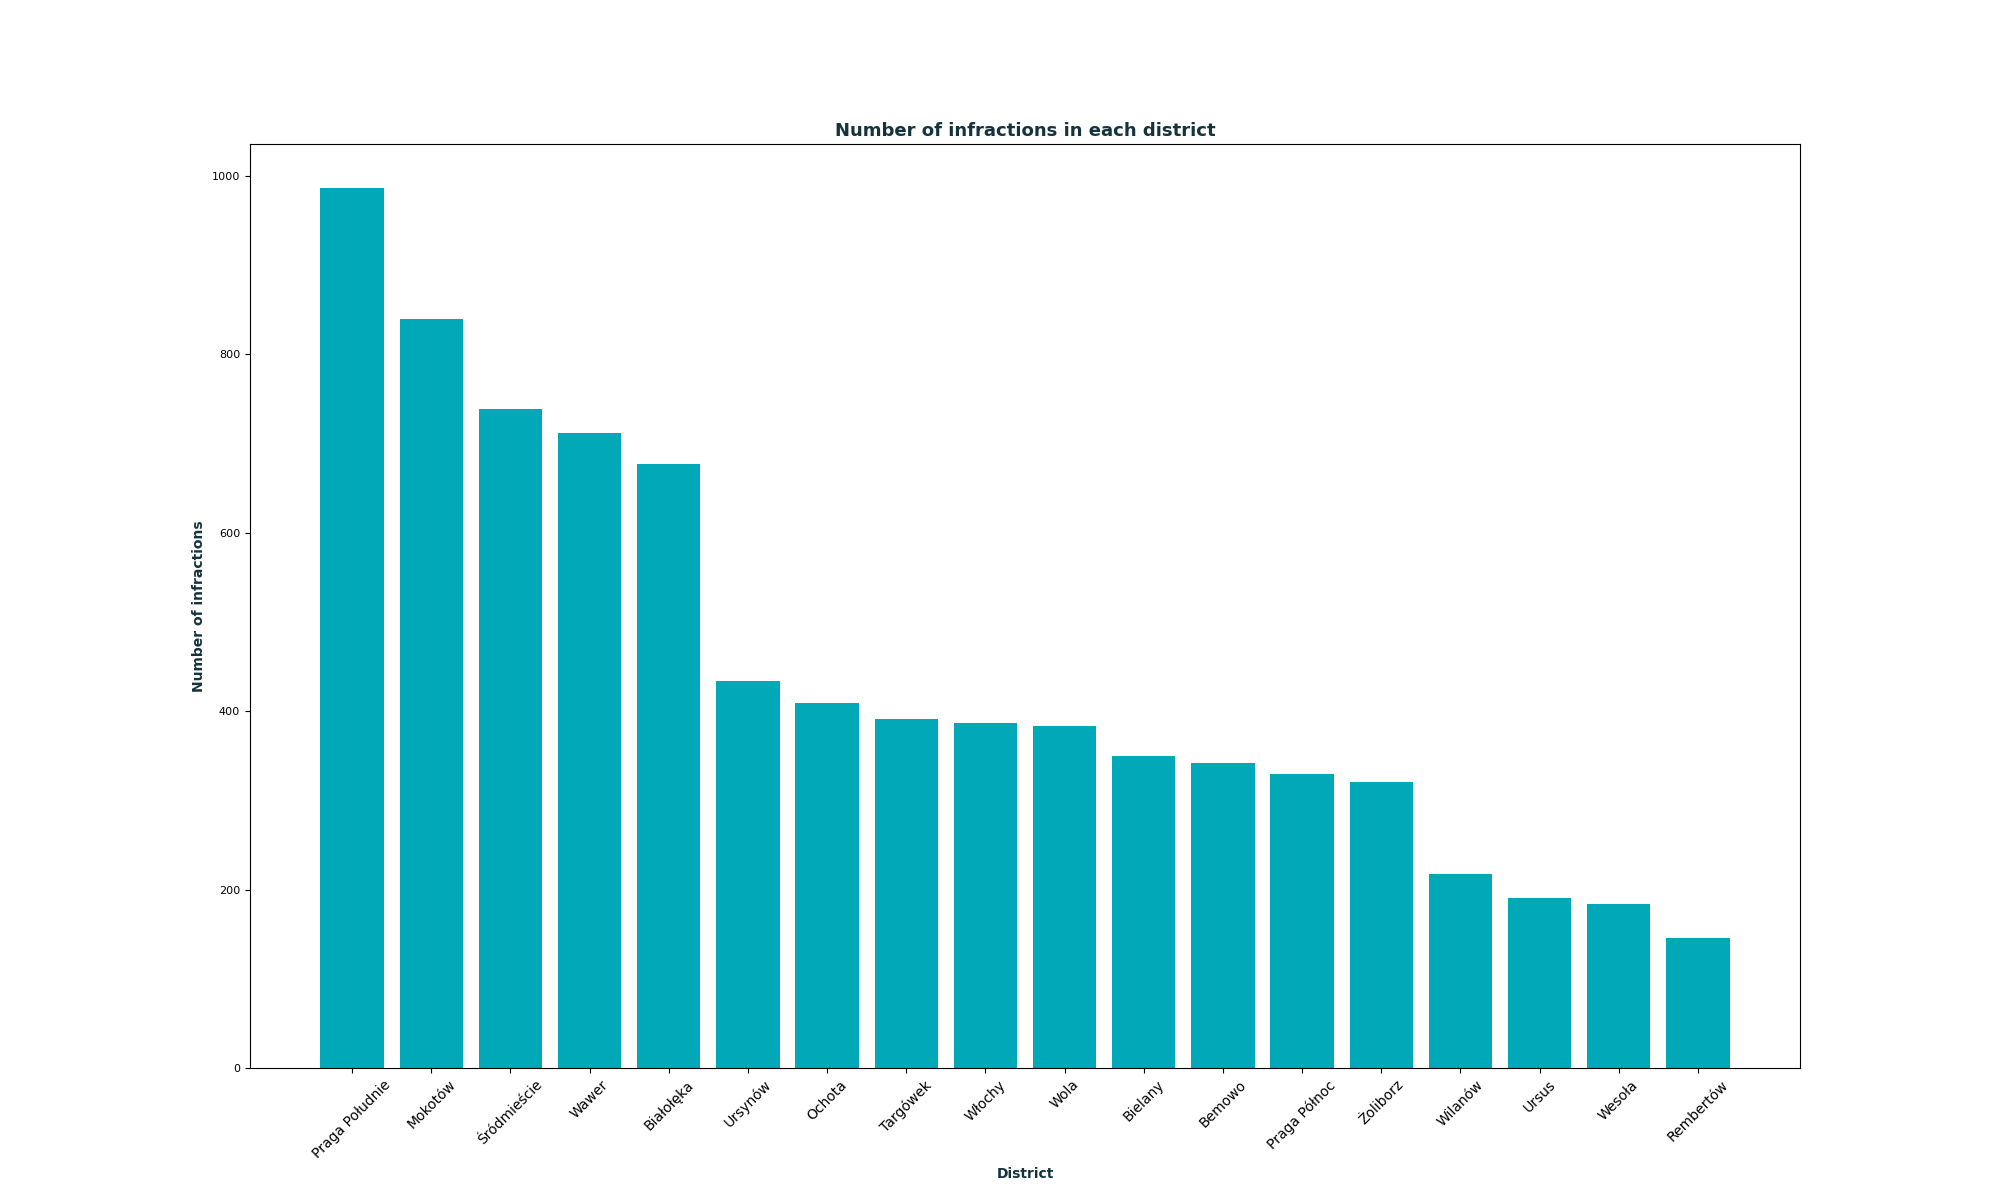 Number of infractions in each district
Number of infractions
1000
800
600
400
200
0
Praga Południe
Mokotów
Śródmieście
Wawer
Białołęka
Ursynów
Ochota
Targówek
Włochy
Wola
Bielany
Bemowo
Praga Północ
Żoliborz
Wilanów
Ursus
Wesoła
Rembertów
District